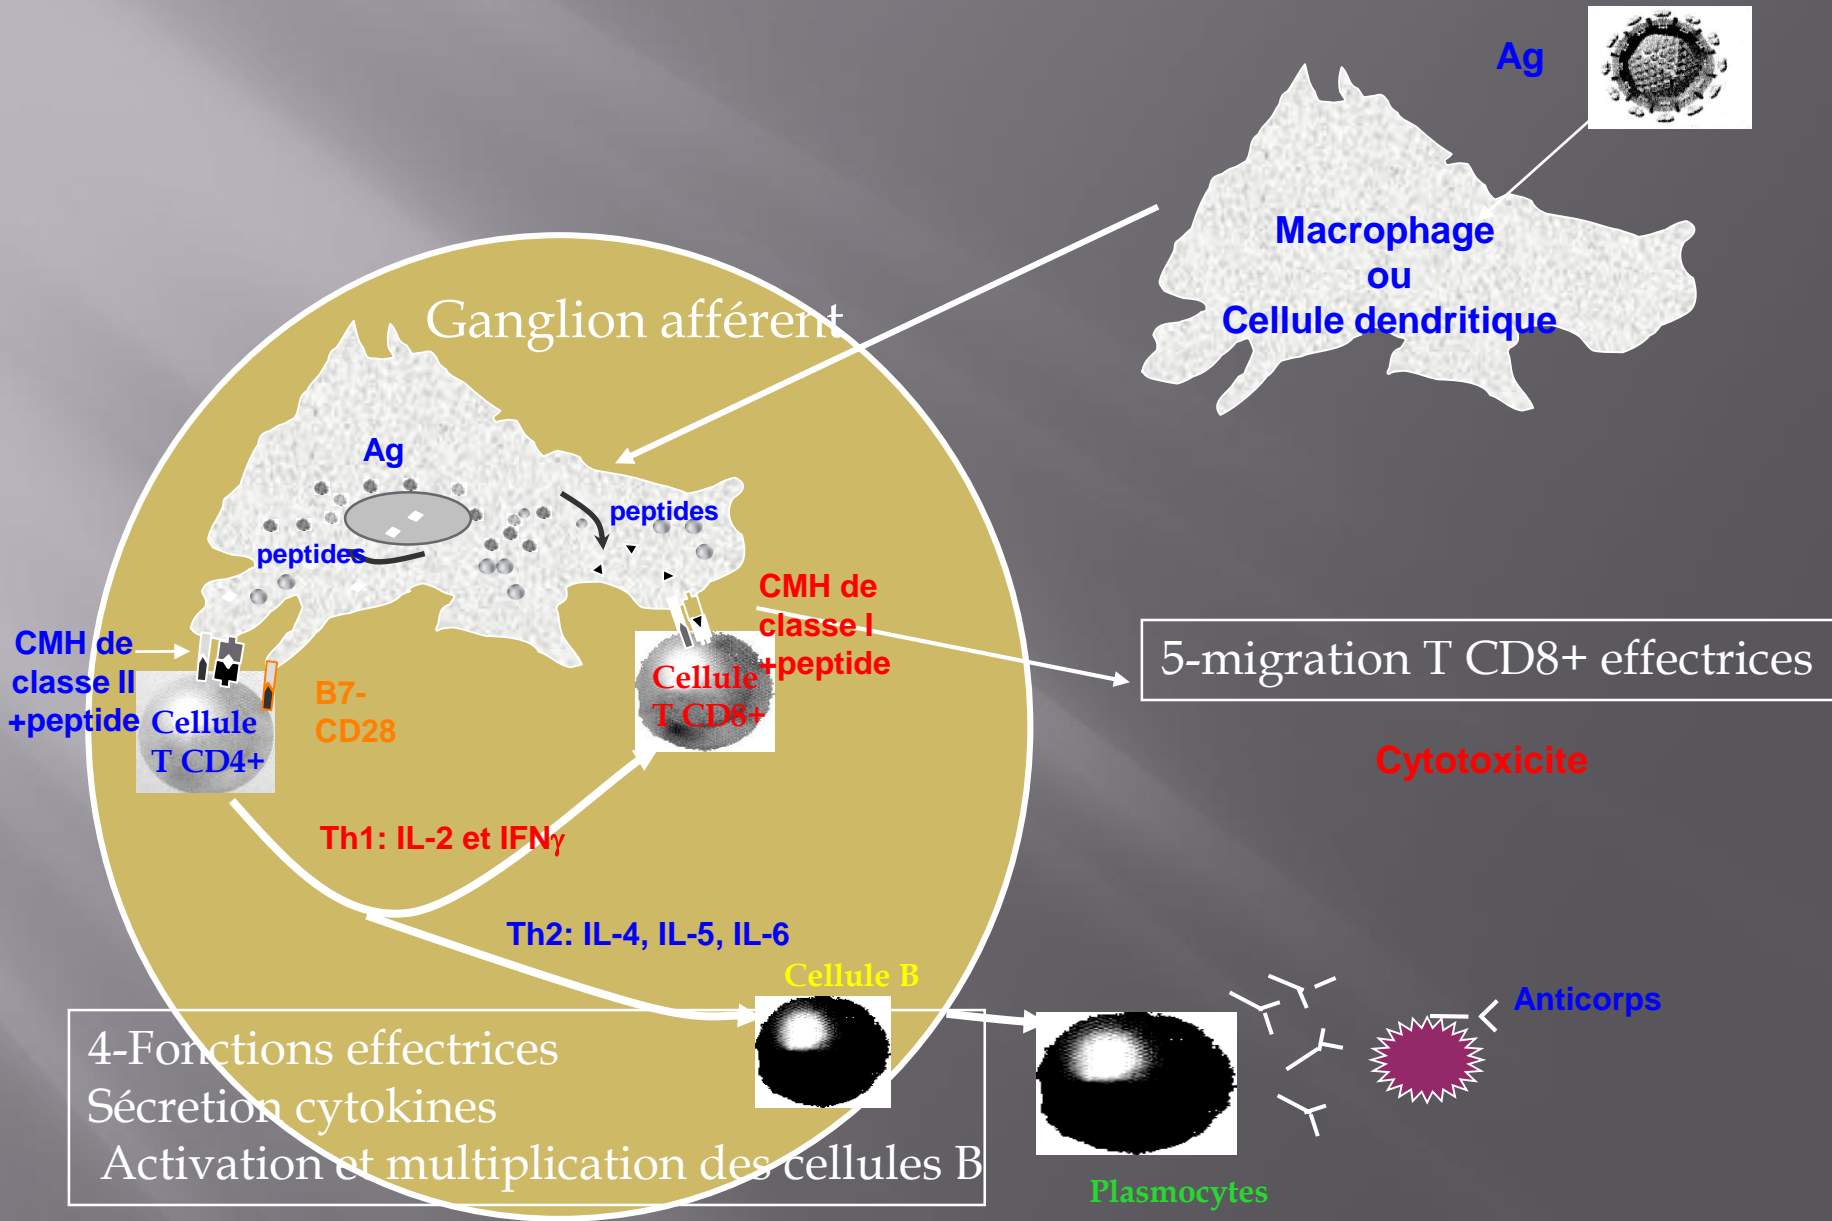 Ag
Macrophage
ou
Cellule dendritique
Ganglion afférent
Ag
peptides
peptides
CMH de
classe II
+peptide
Cellule
T CD4+
B7-
CD28
CMH de
classe I
+peptide
Cellule
T CD8+
5-migration T CD8+ effectrices
Cytotoxicite
Th1: IL-2 et IFNγ
Th2: IL-4, IL-5, IL-6
Cellule B
Anticorps
4-Fonctions effectrices
Sécretion cytokines
Activation et multiplication des cellules B
Plasmocytes